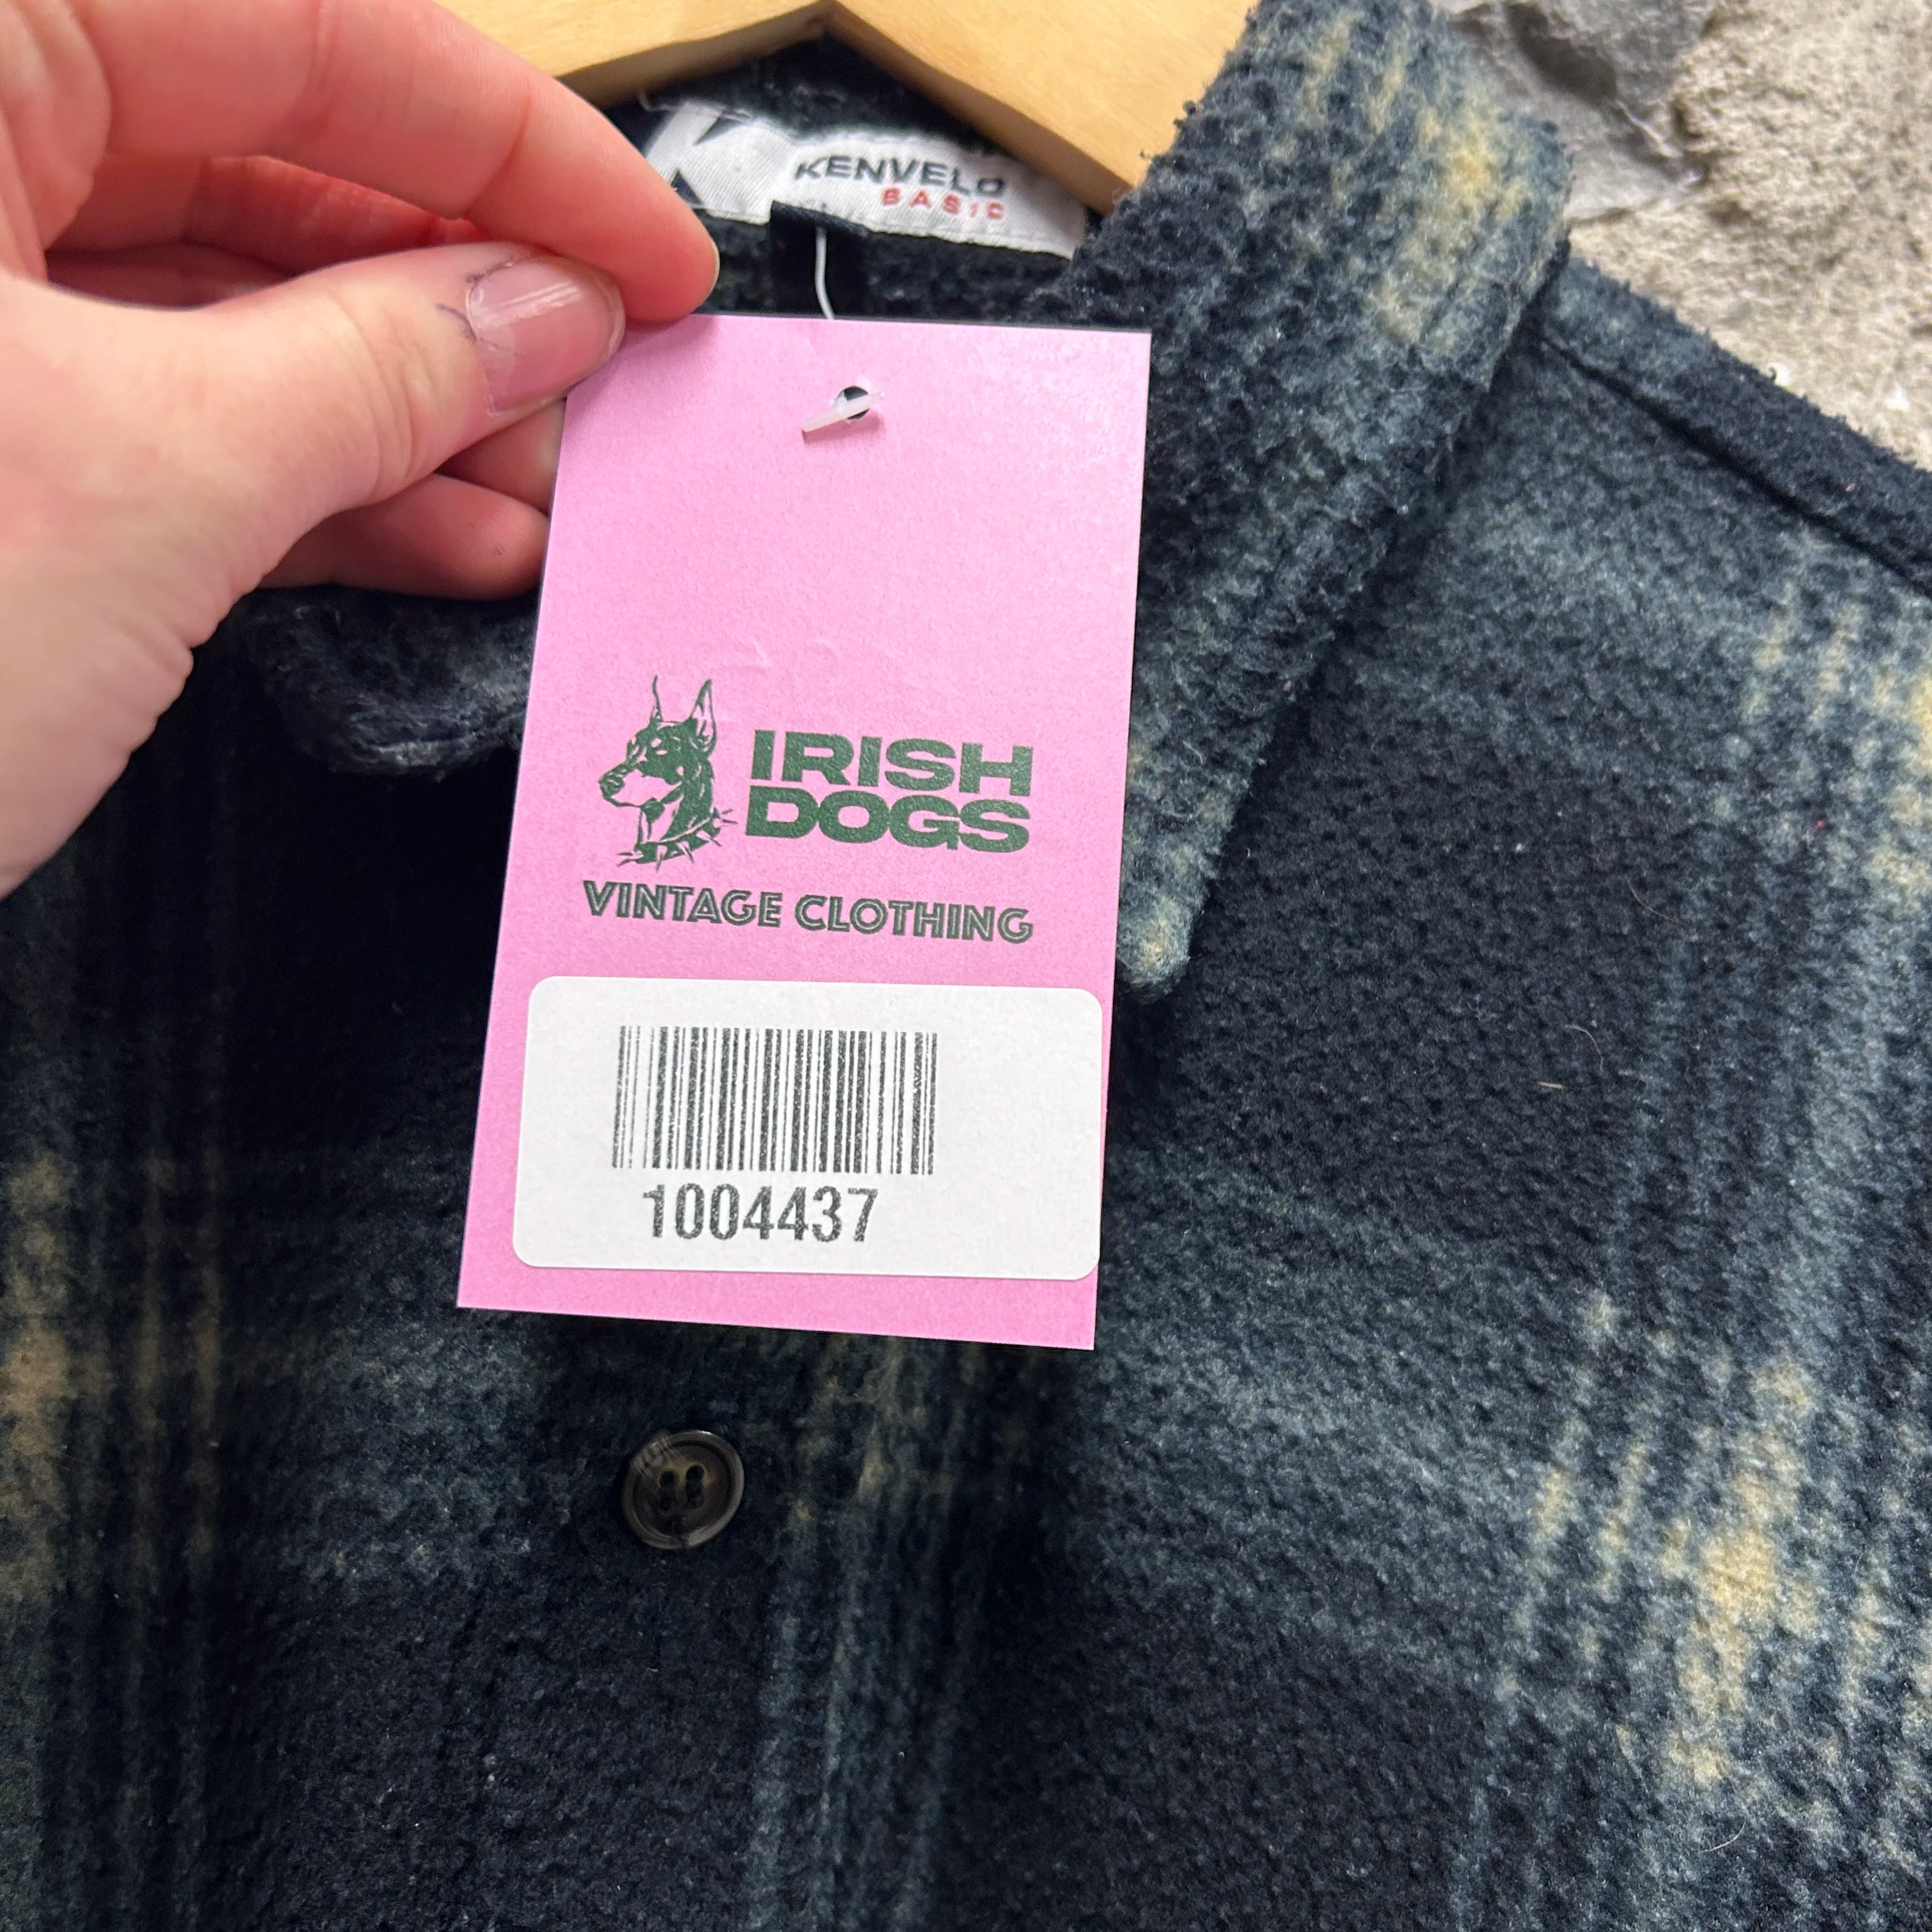 K
KENVELO
BASIC
IRISH
DOGS
VINTAGE CLOTHING
1004437